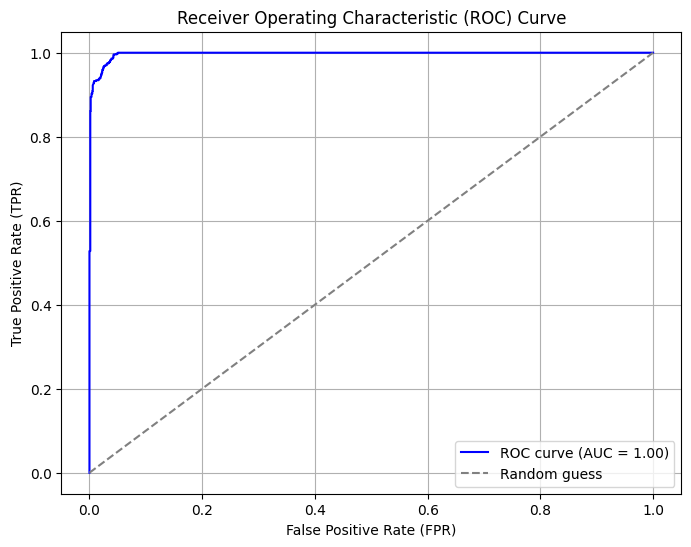 Receiver Operating Characteristic (ROC) Curve
1.0
0.8
0.6
0.4
0.2
0.0
True Positive Rate (TPR)
ROC curve (AUC = 1.00)
Random guess
0.0 0.2 0.4 0.6 0.8 1.0
False Positive Rate (FPR)